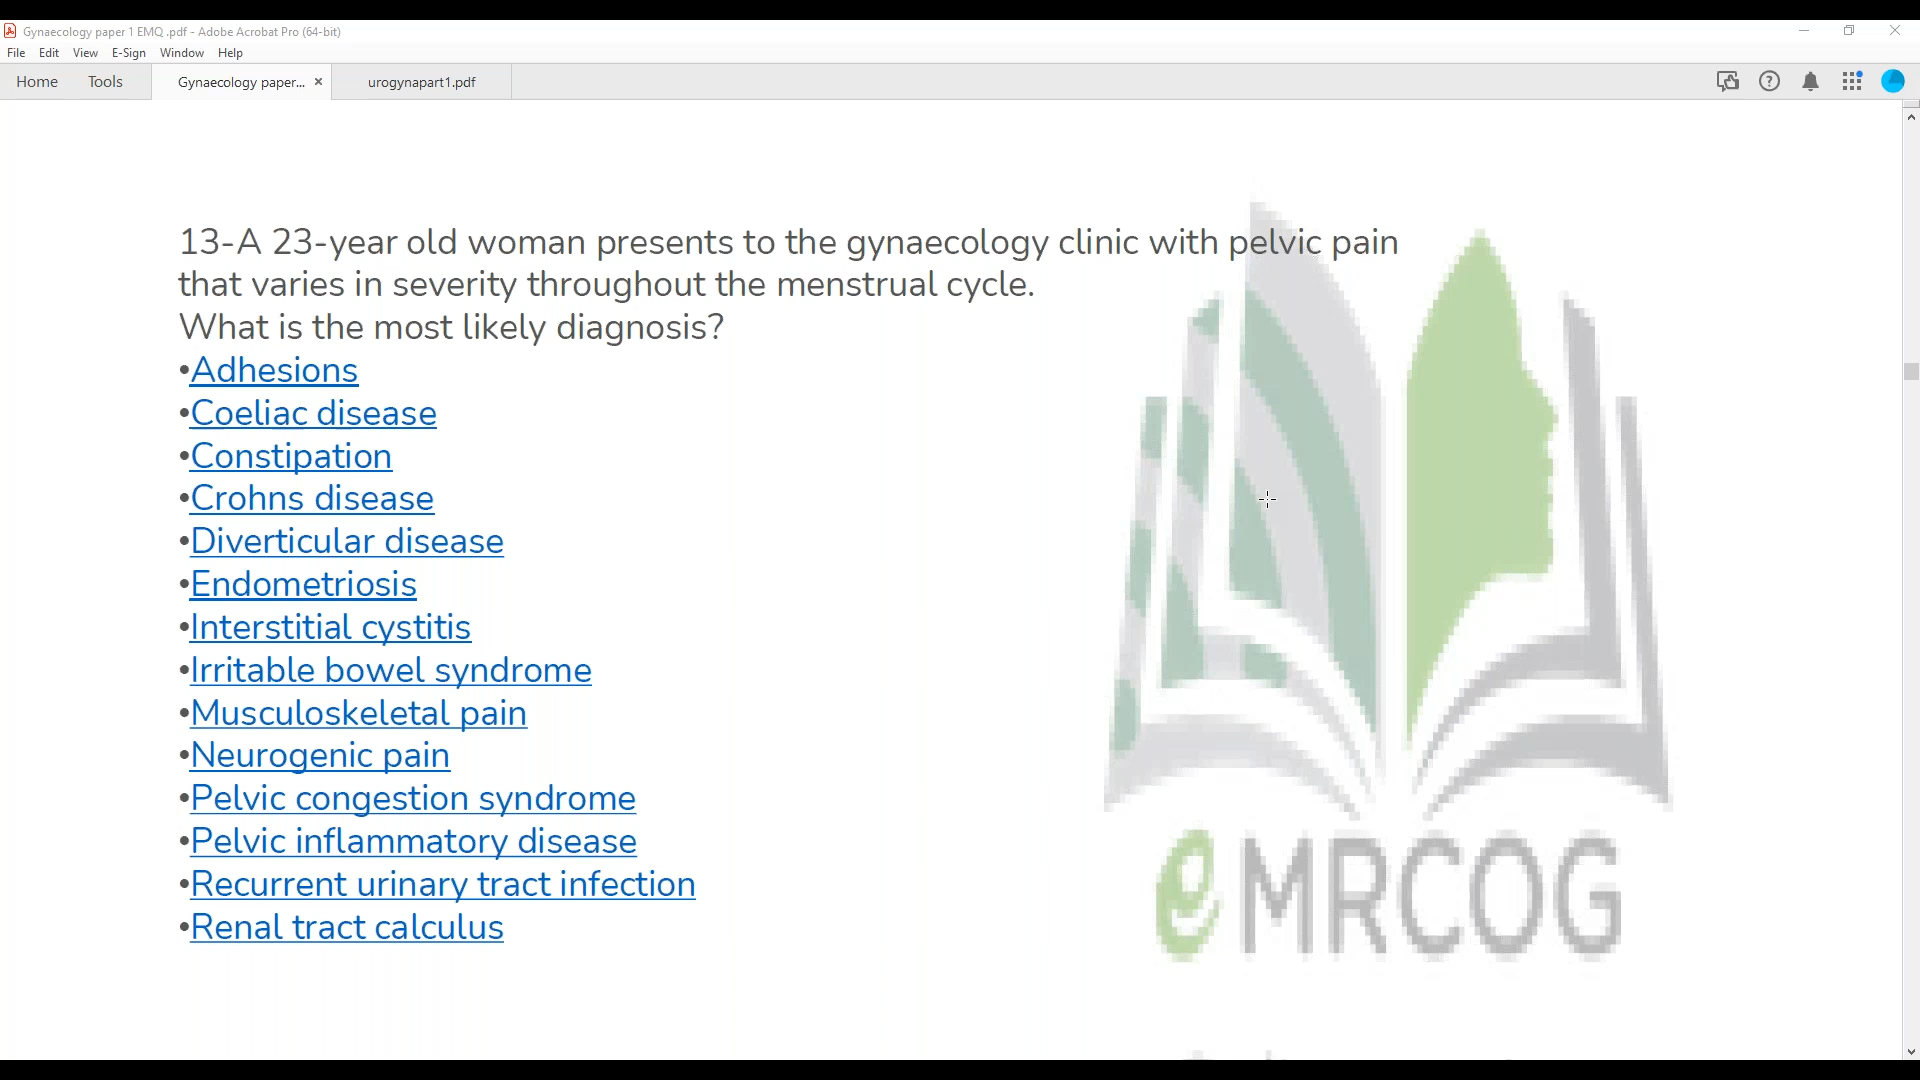 Gynaecology paper 1 EMQ .pdf - Adobe Acrobat Pro (64-bit)
File Edit View E-Sign Window Help
Home Tools Gynaecology paper... × urogynapart1.pdf
13-A 23-year old woman presents to the gynaecology clinic with pelvic pain
that varies in severity throughout the menstrual cycle.
What is the most likely diagnosis?
•Adhesions
•Coeliac disease
•Constipation
•Crohns disease
•Diverticular disease
•Endometriosis
•Interstitial cystitis
•Irritable bowel syndrome
•Musculoskeletal pain
•Neurogenic pain
•Pelvic congestion syndrome
•Pelvic inflammatory disease
•Recurrent urinary tract infection
•Renal tract calculus
eMRCOG